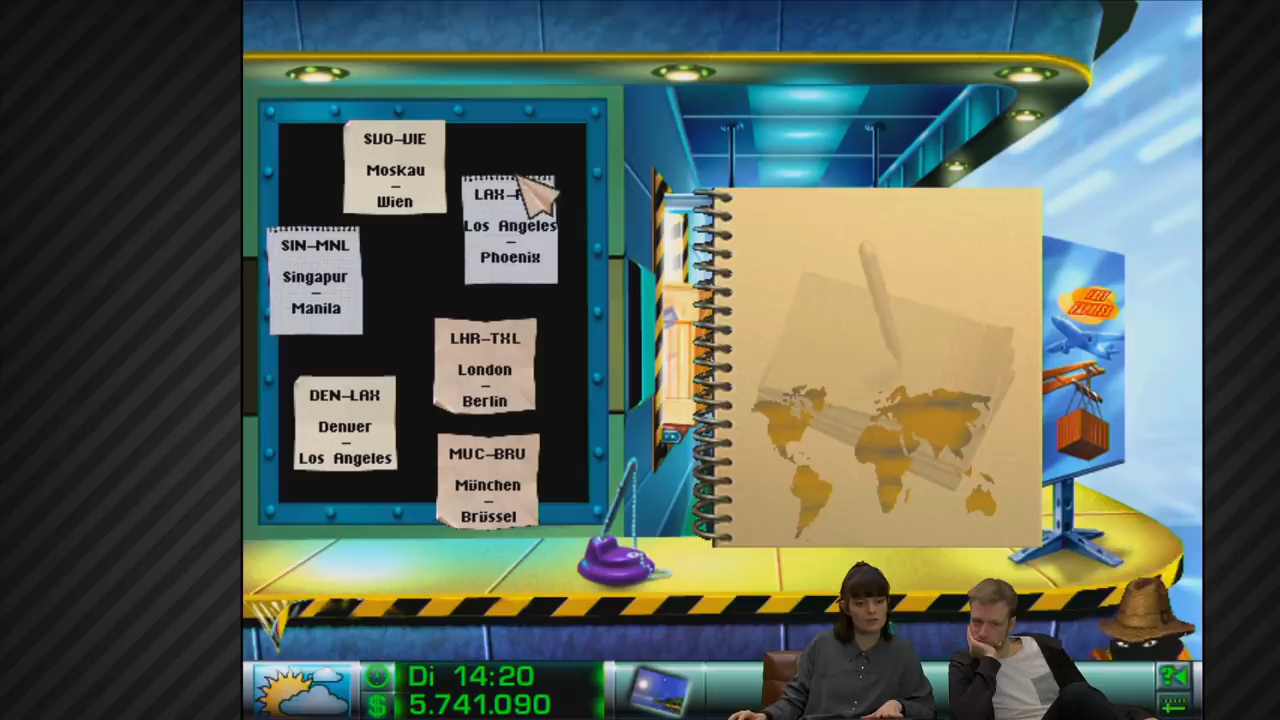 SVO-VIE
Moskau
–
Wien
Los Angeles
–
Phoenix
SIN-MNL
Singapur
–
Manila
LHR-TXL
London
–
Berlin
DEN-LAX
Denver
–
Los Angeles
MUC-BRU
München
–
Brüssel
EXPRESS
Di 14:20
$ 5.741.090
?